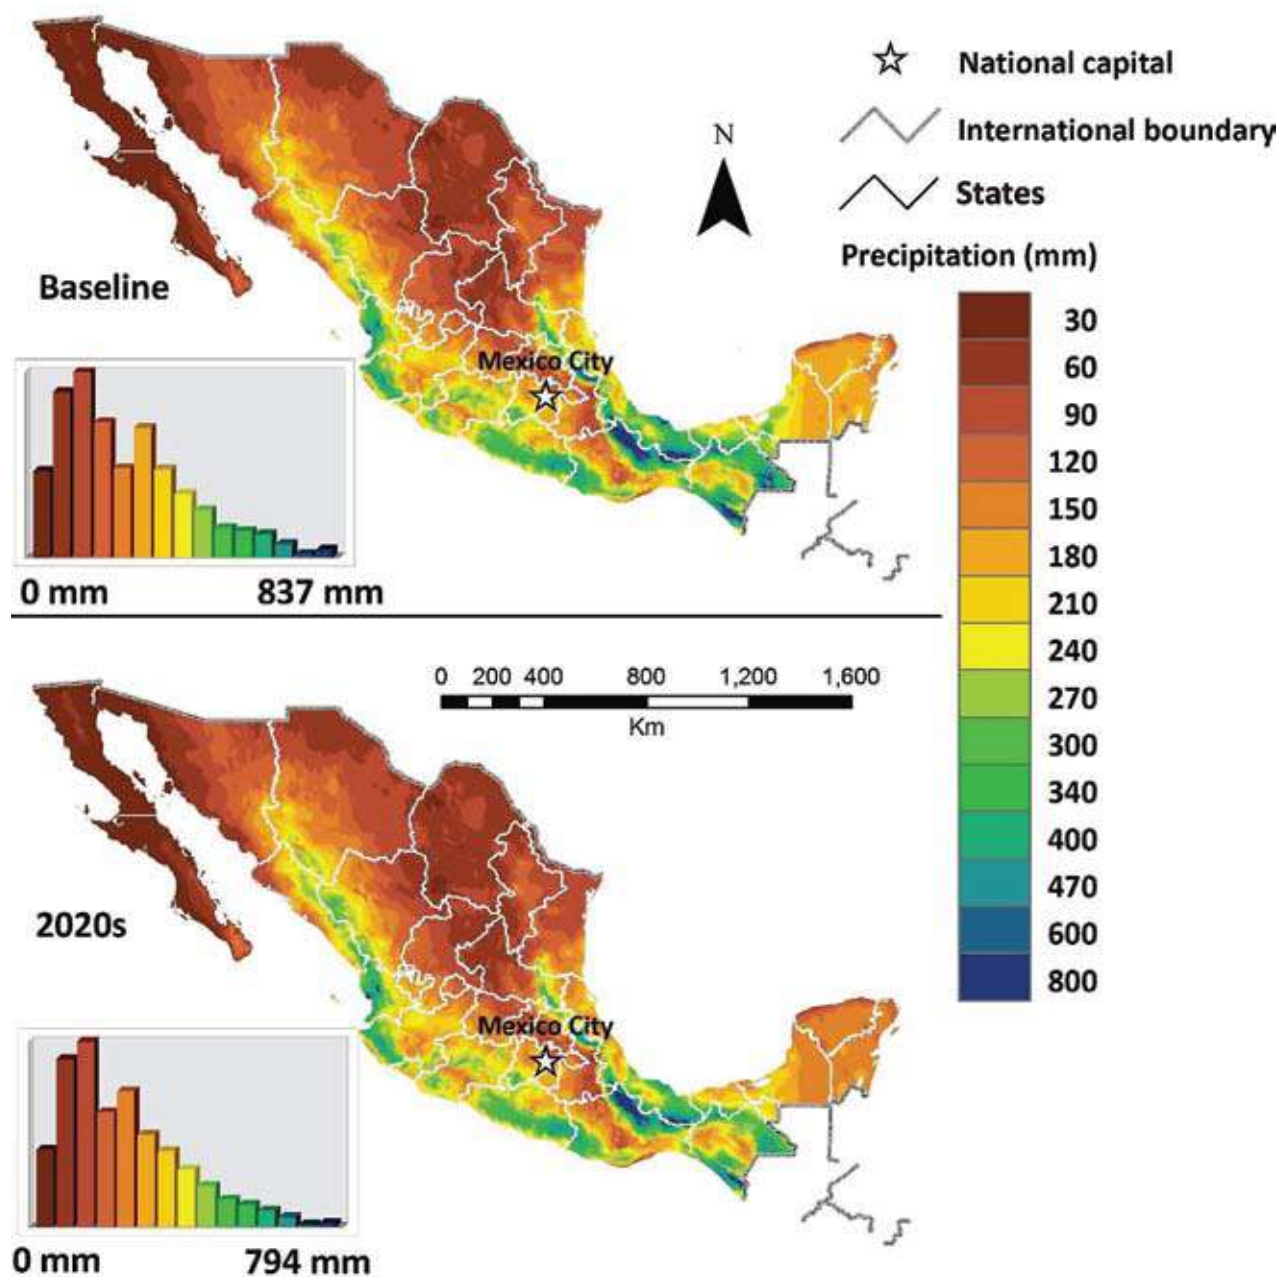 National capital
International boundary
States
N
Precipitation (mm)
30
60
90
120
150
180
210
240
270
300
340
400
470
600
800
Baseline
Mexico City
0 mm 837 mm
0 200 400 800 1,200 1,600
Km
2020s
Mexico City
0 mm 794 mm